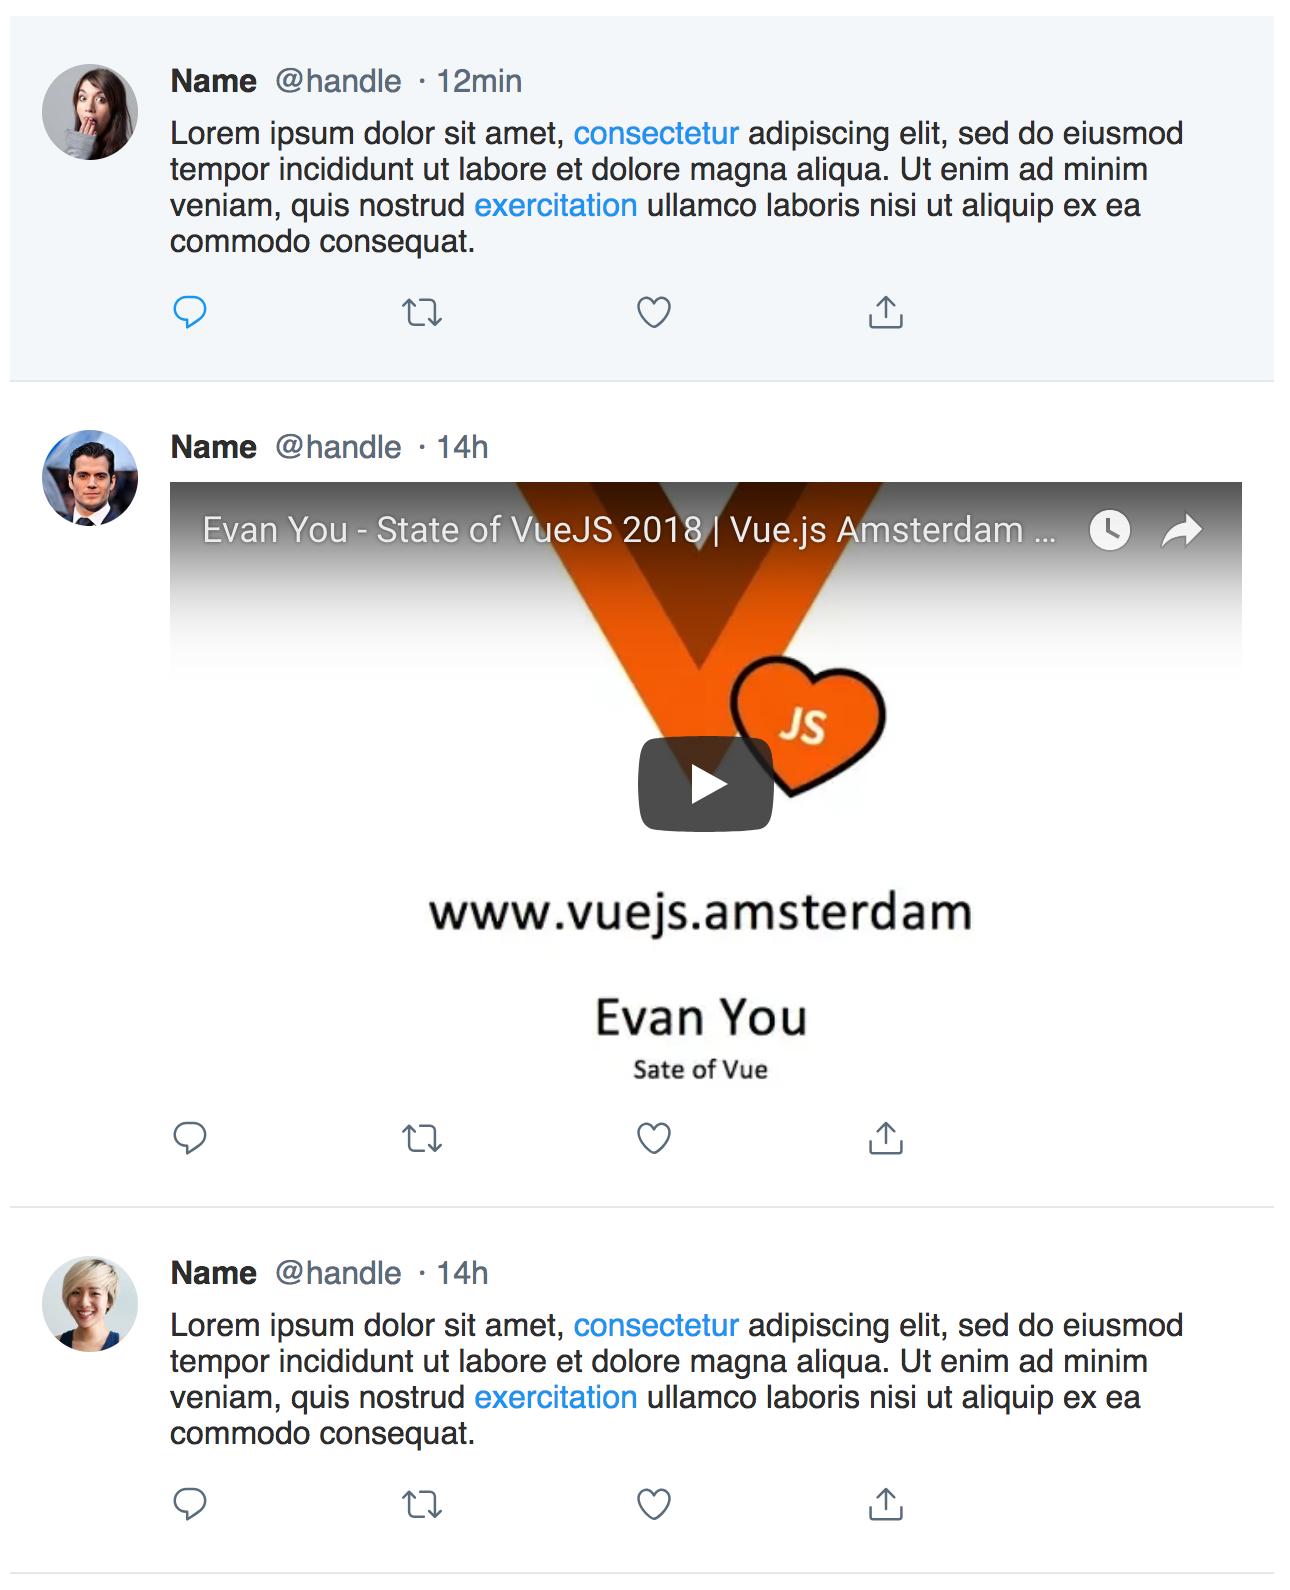 Name @handle · 12min
Lorem ipsum dolor sit amet, consectetur adipiscing elit, sed do eiusmod
tempor incididunt ut labore et dolore magna aliqua. Ut enim ad minim
veniam, quis nostrud exercitation ullamco laboris nisi ut aliquip ex ea
commodo consequat.
Name @handle · 14h
Evan You - State of VueJS 2018 | Vue.js Amsterdam ...
JS
www.vuejs.amsterdam
Evan You
Sate of Vue
Name @handle · 14h
Lorem ipsum dolor sit amet, consectetur adipiscing elit, sed do eiusmod
tempor incididunt ut labore et dolore magna aliqua. Ut enim ad minim
veniam, quis nostrud exercitation ullamco laboris nisi ut aliquip ex ea
commodo consequat.